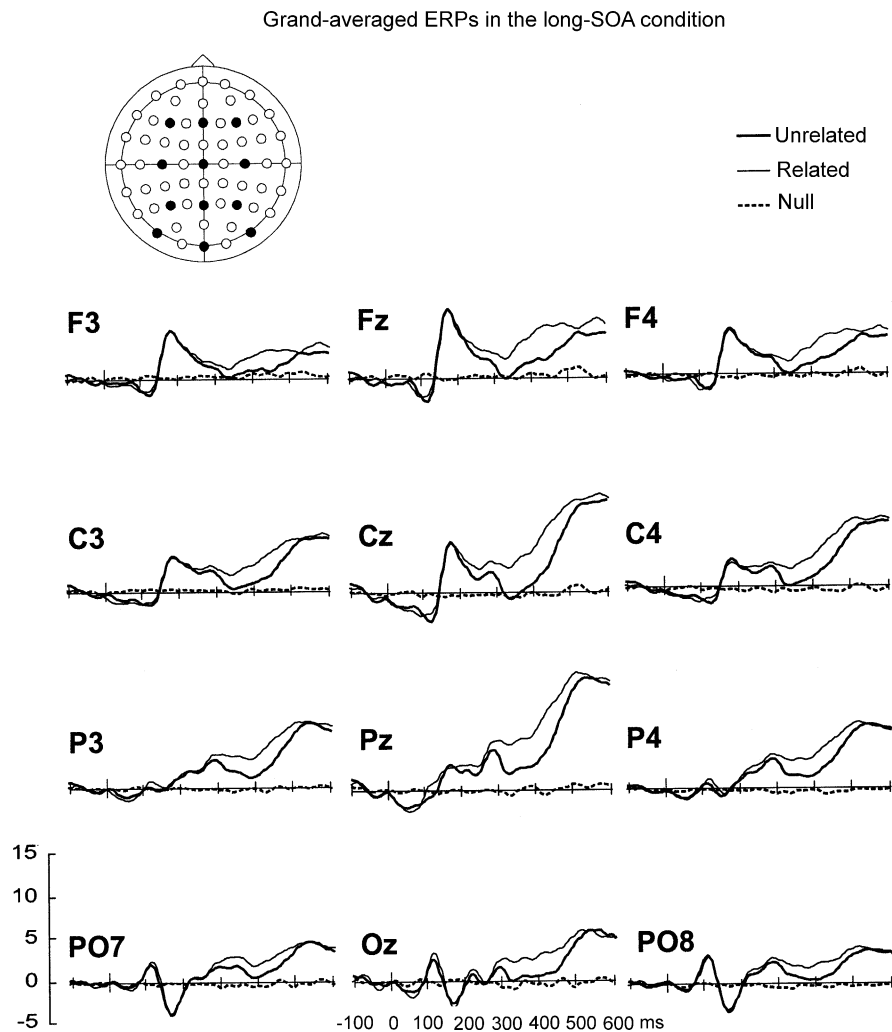 Grand-averaged ERPs in the long-SOA condition
Unrelated
Related
Null
F3
Fz
F4
C3
Cz
C4
P3
Pz
P4
15
10
5
0
-5
PO7
Oz
PO8
-100 0 100 200 300 400 500 600 ms